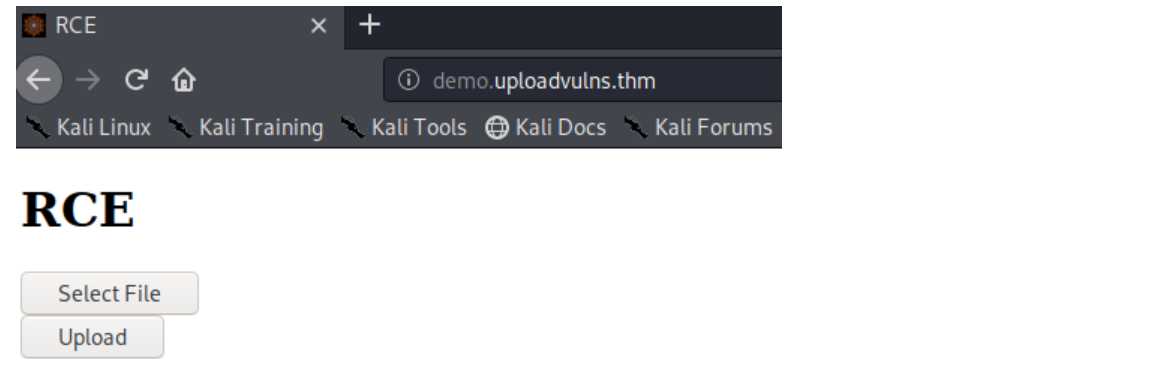 RCE
demo.uploadvulns.thm
Kali Linux Kali Training Kali Tools Kali Docs Kali Forums
RCE
Select File
Upload